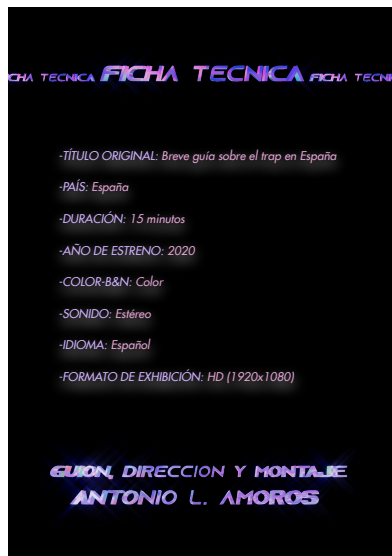 CHA TECNICA FICHA TECNICA FICHA TECNI
-TÍTULO ORIGINAL: Breve guía sobre el trap en España
-PAÍS: España
-DURACIÓN: 15 minutos
-AÑO DE ESTRENO: 2020
-COLOR-B&N: Color
-SONIDO: Estéreo
-IDIOMA: Español
-FORMATO DE EXHIBICIÓN: HD (1920x1080)
GUION, DIRECCION Y MONTAJE
ANTONIO L. AMOROS